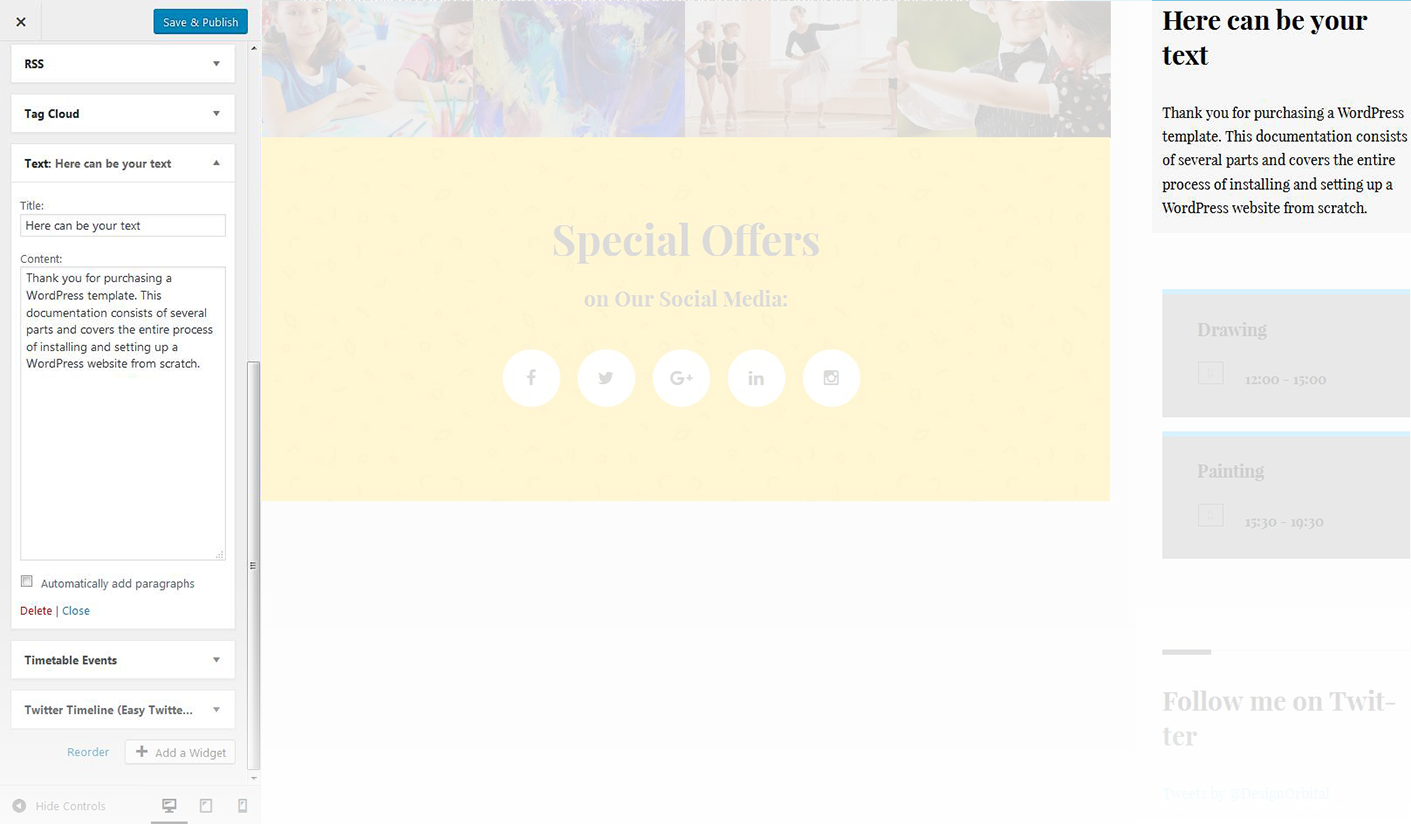 Save & Publish
RSS
Tag Cloud
Text: Here can be your text
Title:
Here can be your text
Content:
Thank you for purchasing a
WordPress template. This
documentation consists of several
parts and covers the entire process
of installing and setting up a
WordPress website from scratch.
Automatically add paragraphs
Delete | Close
Timetable Events
Twitter Timeline (Easy Twitte...
Reorder
Add a Widget
Hide Controls
Special Offers
on Our Social Media:
Here can be your
text
Thank you for purchasing a WordPress
template. This documentation consists
of several parts and covers the entire
process of installing and setting up a
WordPress website from scratch.
Drawing
12:00 - 15:00
Painting
15:30 - 19:30
Follow me on Twit-
ter
Tweets by @DesignOrbital